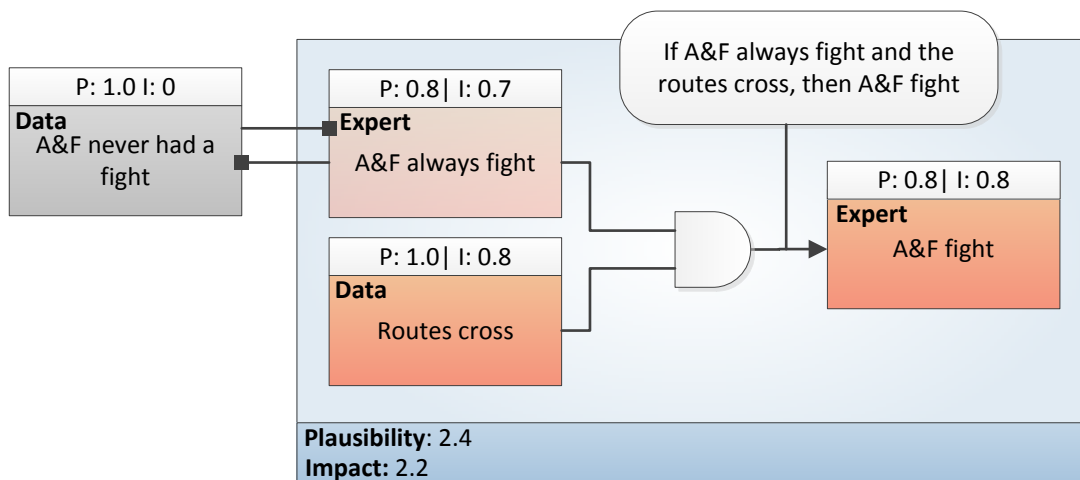 If A&F always fight and the
routes cross, then A&F fight
P: 1.0 I: 0
Data
A&F never had a
fight
P: 0.8| I: 0.7
Expert
A&F always fight
P: 1.0| I: 0.8
Data
Routes cross
P: 0.8| I: 0.8
Expert
A&F fight
Plausibility: 2.4
Impact: 2.2